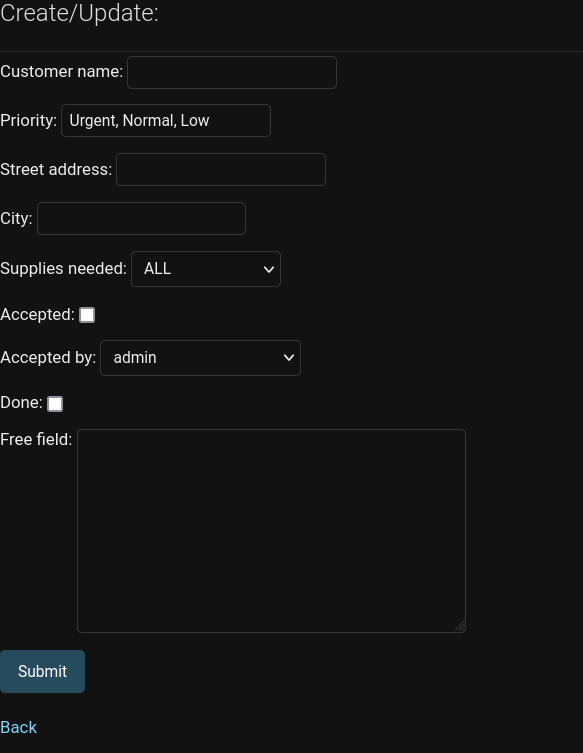 Create/Update:
Customer name:
Priority: Urgent, Normal, Low
Street address:
City:
Supplies needed: ALL
Accepted:
Accepted by: admin
Done:
Free field:
Submit
Back